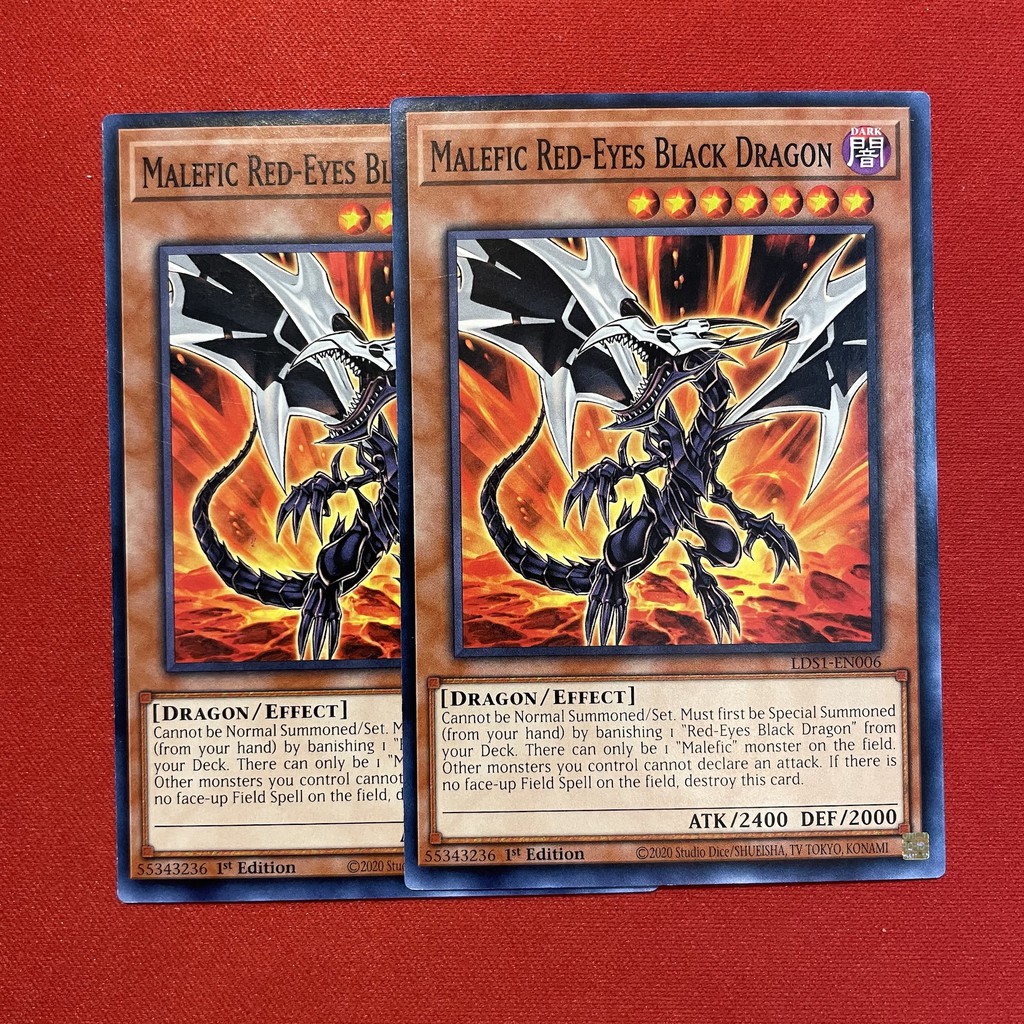 MALEFIC RED-EYES BL
[DRAGON/EFFECT]
Cannot be Normal Summoned/Set. M
(from your hand) by banishing 1 "
your Deck. There can only be 1 "M
Other monsters you control cannot
no face-up Field Spell on the field, d
55343236 1st Edition ©2020 Studio
MALEFIC RED-EYES BLACK DRAGON
DARK
闇
LDS1-EN006
[DRAGON/EFFECT]
Cannot be Normal Summoned/Set. Must first be Special Summoned
(from your hand) by banishing 1 "Red-Eyes Black Dragon" from
your Deck. There can only be 1 "Malefic" monster on the field.
Other monsters you control cannot declare an attack. If there is
no face-up Field Spell on the field, destroy this card.
ATK/2400 DEF/2000
55343236 1st Edition ©2020 Studio Dice/SHUEISHA, TV TOKYO, KONAMI